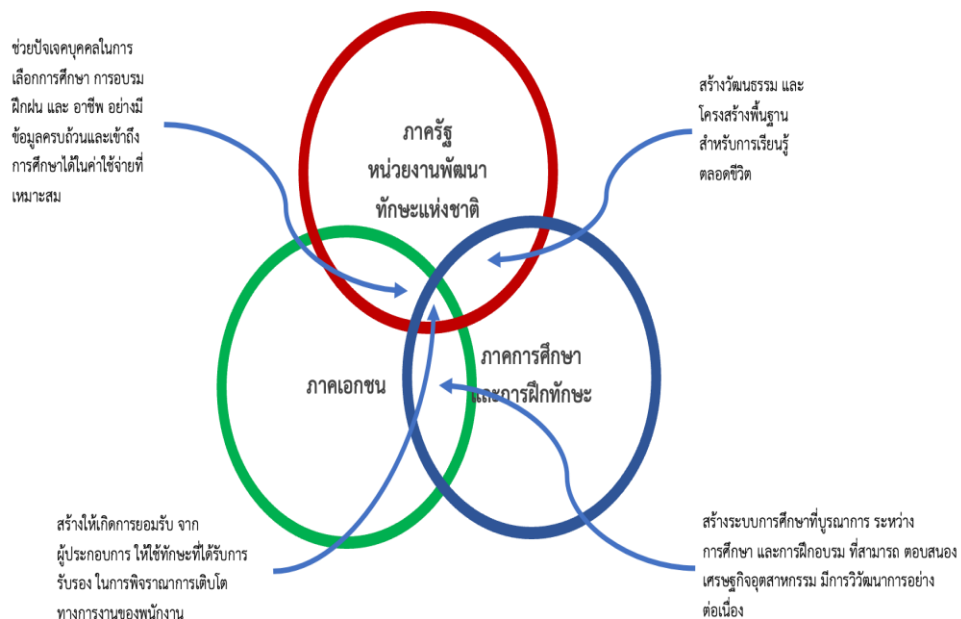 ช่วยปัจเจคบุคคลในการ
เลือกการศึกษา การอบรม
ฝึกฝน และ อาชีพ อย่างมี
ข้อมูลครบถ้วนและเข้าถึง
การศึกษาได้ในค่าใช้จ่ายที่
เหมาะสม
ภาครัฐ
หน่วยงานพัฒนา
ทักษะแห่งชาติ
สร้างวัฒนธรรม และ
โครงสร้างพื้นฐาน
สำหรับการเรียนรู้
ตลอดชีวิต
ภาคเอกชน
ภาคการศึกษา
และการฝึกทักษะ
สร้างให้เกิดการยอมรับ จาก
ผู้ประกอบการ ให้ใช้ทักษะที่ได้รับการ
รับรอง ในการพิจราณาการเติบโต
ทางการงานของพนักงาน
สร้างระบบการศึกษาที่บูรณาการ ระหว่าง
การศึกษา และการฝึกอบรม ที่สามารถ ตอบสนอง
เศรษฐกิจอุตสาหกรรม มีการวิวัฒนาการอย่าง
ต่อเนื่อง